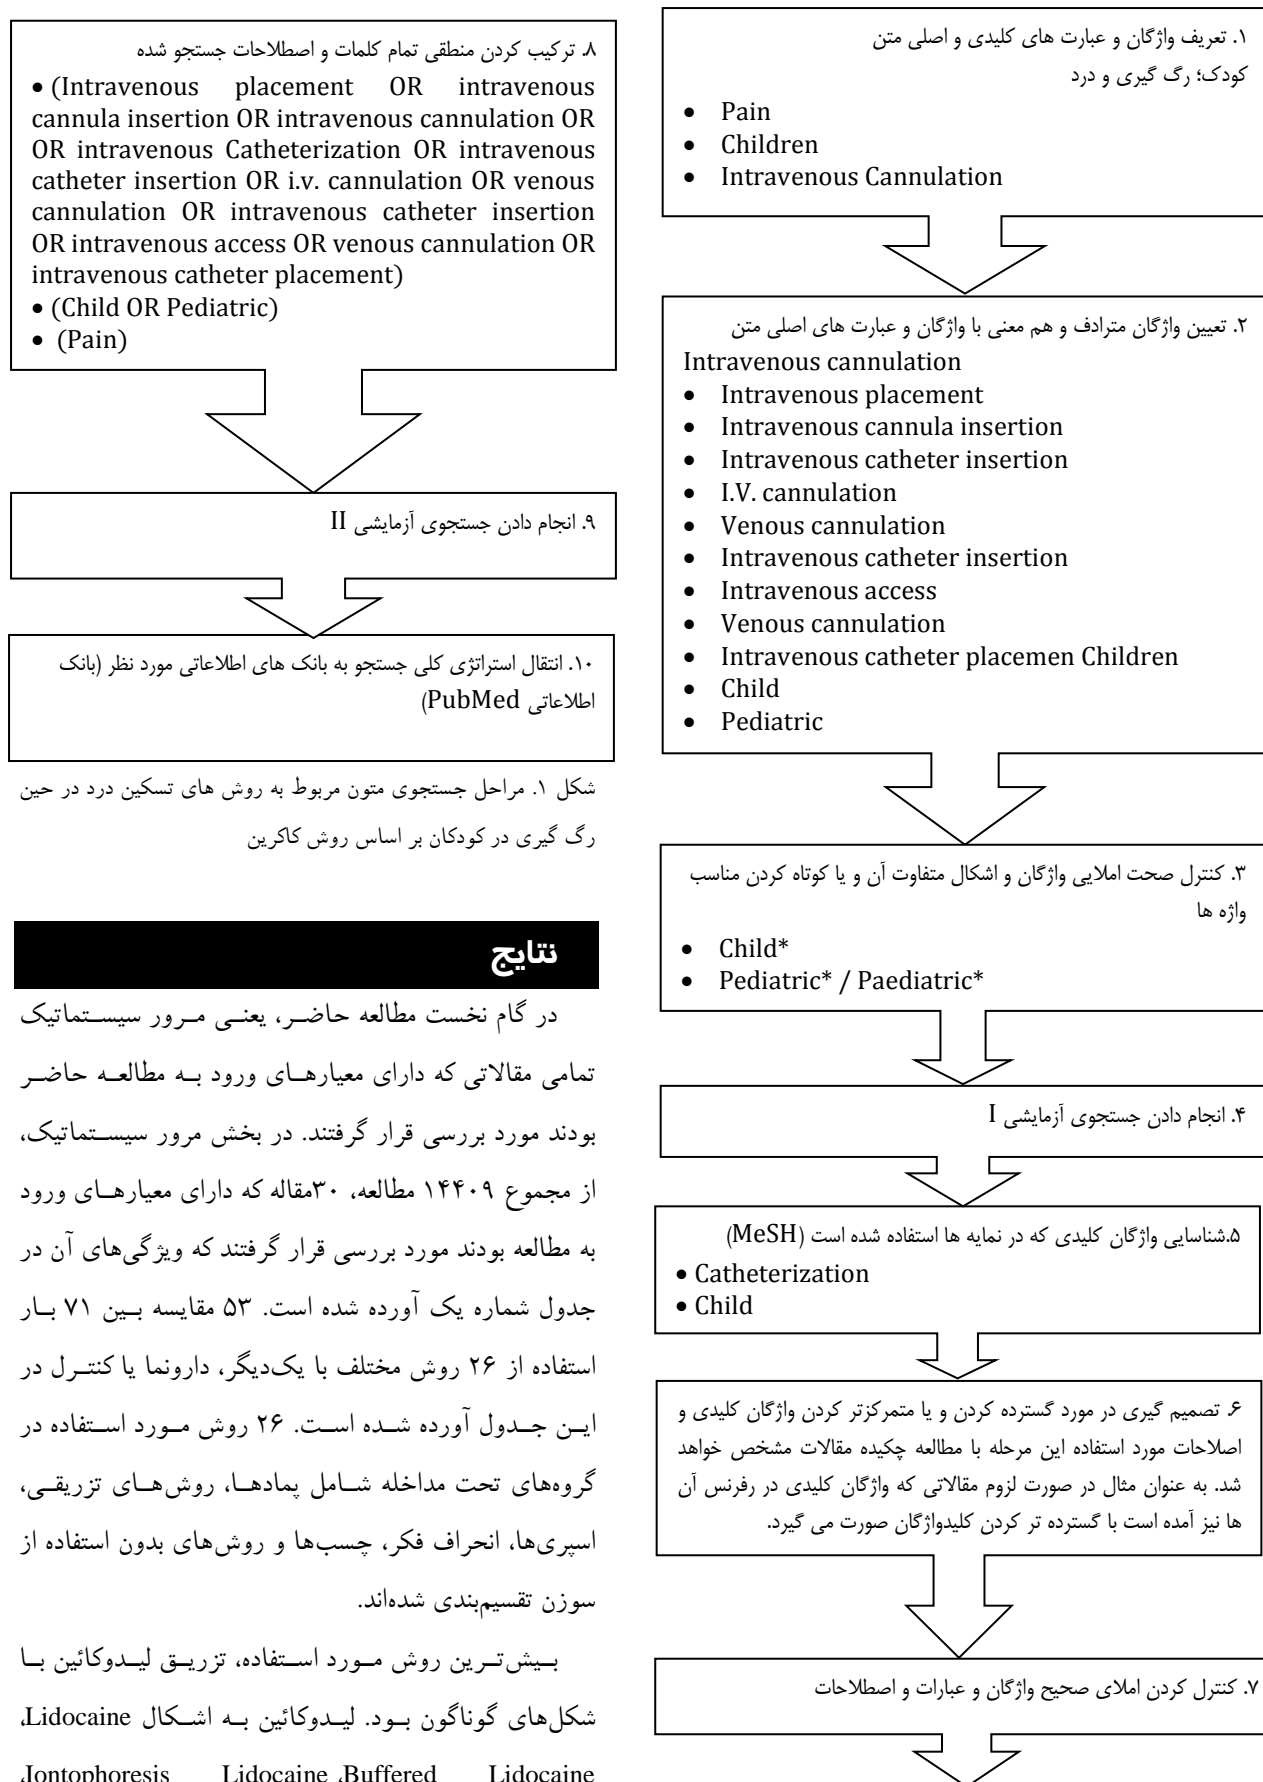 ۱. تعریف واژگان و عبارت های کلیدی و اصلی متن
کودک؛ رگ گیری و درد
• Pain
• Children
• Intravenous Cannulation
۲. تعیین واژگان مترادف و هم معنی با واژگان و عبارت های اصلی متن
Intravenous cannulation
• Intravenous placement
• Intravenous cannula insertion
• Intravenous catheter insertion
• I.V. cannulation
• Venous cannulation
• Intravenous catheter insertion
• Intravenous access
• Venous cannulation
• Intravenous catheter placemen Children
• Child
• Pediatric
۳. کنترل صحت املایی واژگان و اشکال متفاوت آن و یا کوتاه کردن مناسب
واژه ها
• Child*
• Pediatric* / Paediatric*
۴. انجام دادن جستجوی آزمایشی I
۵.شناسایی واژگان کلیدی که در نمایه ها استفاده شده است (MeSH)
• Catheterization
• Child
۶. تصمیم گیری در مورد گسترده کردن و یا متمرکزتر کردن واژگان کلیدی و
اصلاحات مورد استفاده این مرحله با مطالعه چکیده مقالات مشخص خواهد
شد. به عنوان مثال در صورت لزوم مقالاتی که واژگان کلیدی در رفرنس آن
ها نیز آمده است با گسترده تر کردن کلیدواژگان صورت می گیرد.
۷. کنترل کردن املای صحیح واژگان و عبارات و اصطلاحات
۸. ترکیب کردن منطقی تمام کلمات و اصطلاحات جستجو شده
• (Intravenous placement OR intravenous
cannula insertion OR intravenous cannulation OR
OR intravenous Catheterization OR intravenous
catheter insertion OR i.v. cannulation OR venous
cannulation OR intravenous catheter insertion
OR intravenous access OR venous cannulation OR
intravenous catheter placement)
• (Child OR Pediatric)
• (Pain)
۹. انجام دادن جستجوی آزمایشی II
۱۰. انتقال استراتژی کلی جستجو به بانک های اطلاعاتی مورد نظر (بانک
اطلاعاتی PubMed)
شکل ۱. مراحل جستجوی متون مربوط به روش های تسکین درد در حین
رگ گیری در کودکان بر اساس روش کاکرین
نتایج
در گام نخست مطالعه حاضر، یعنی مرور سیستماتیک
تمامی مقالاتی که دارای معیارهای ورود به مطالعه حاضر
بودند مورد بررسی قرار گرفتند. در بخش مرور سیستماتیک،
از مجموع ۱۴۴۰۹ مطالعه، ۳۰مقاله که دارای معیارهای ورود
به مطالعه بودند مورد بررسی قرار گرفتند که ویژگی‌های آن در
جدول شماره یک آورده شده است. ۵۳ مقایسه بین ۷۱ بار
استفاده از ۲۶ روش مختلف با یک‌دیگر، دارونما یا کنترل در
این جدول آورده شده است. ۲۶ روش مورد استفاده در
گروه‌های تحت مداخله شامل پمادها، روش‌های تزریقی،
اسپری‌ها، انحراف فکر، چسب‌ها و روش‌های بدون استفاده از
سوزن تقسیم‌بندی شده‌اند.
بیش‌ترین روش مورد استفاده، تزریق لیدوکائین با
شکل‌های گوناگون بود. لیدوکائین به اشکال Lidocaine،
Iontophoresis Lidocaine ،Buffered Lidocaine،